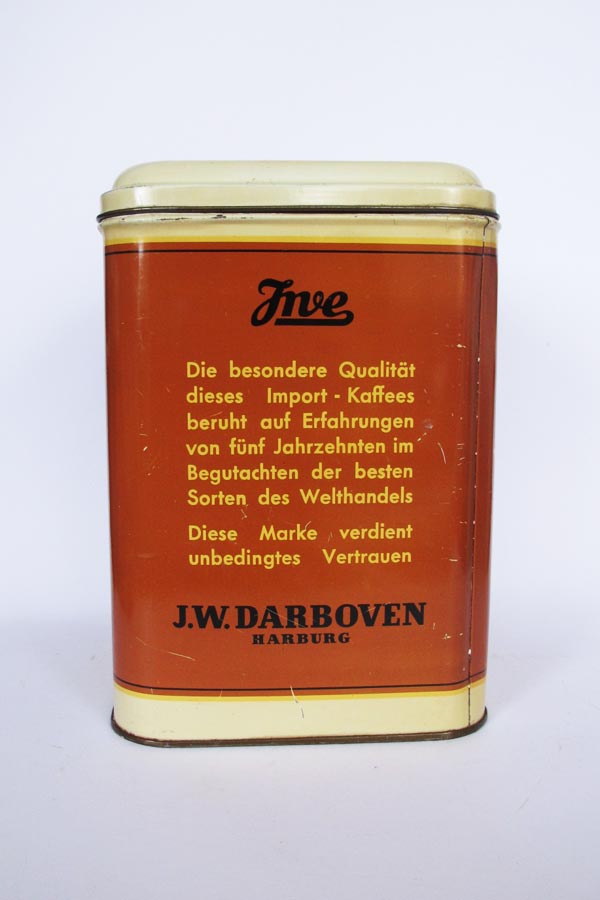 Jwe
Die besondere Qualität
dieses Import - Kaffees
beruht auf Erfahrungen
von fünf Jahrzehnten im
Begutachten der besten
Sorten des Welthandels
Diese Marke verdient
unbedingtes Vertrauen
J.W. DARBOVEN
HARBURG